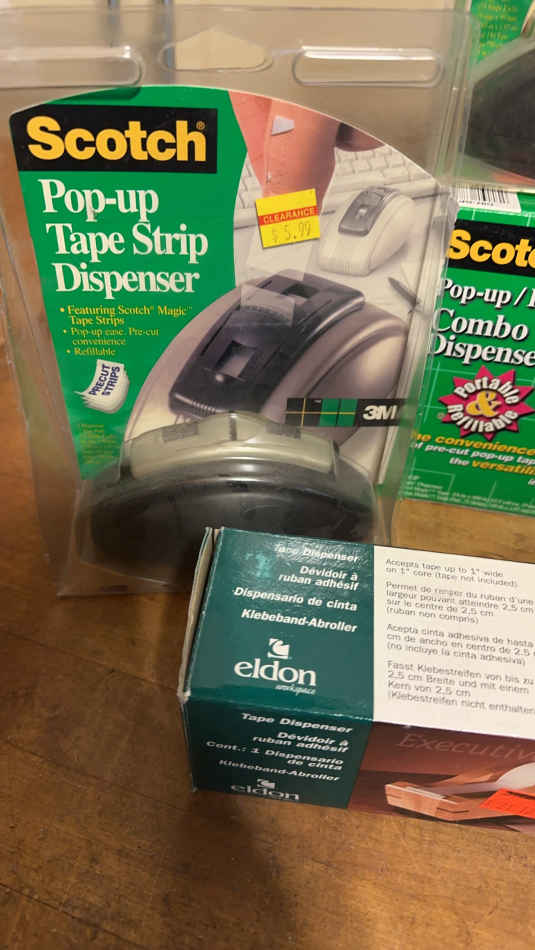 Scotch®
Pop-up
Tape Strip
Dispenser
• Featuring Scotch® Magic™
Tape Strips
• Pop-up ease. Pre-cut
convenience
• Refillable
PRECUT
STRIPS
CLEARANCE
$5.99
3M
Scotc
Pop-up /
Combo
Dispense
Portable
&
Refillable
he convenience
of pre-cut pop-up tap
the versatili
Tape Dispenser
Dévidoir à
ruban adhésif
Dispensario de cinta
Klebeband-Abroller
eldon
workspace
Accepts tape up to 1" wide
on 1" core (tape not included)
Permet de ranger du ruban d'une
largeur pouvant atteindre 2,5 cm
sur le centre de 2,5 cm
(ruban non compris)
Acepta cinta adhesiva de hasta
cm de ancho en centro de 2.5
(no incluye la cinta adhesiva)
Fasst Klebestreifen von bis zu
2,5 cm Breite und mit einem
Kern von 2,5 cm
(Klebestreifen nicht enthalten
Tape Dispenser
Dévidoir à
ruban adhésif
Cont.: 1 Dispensario
de cinta
Klebeband-Abroller
eldon
Executiv